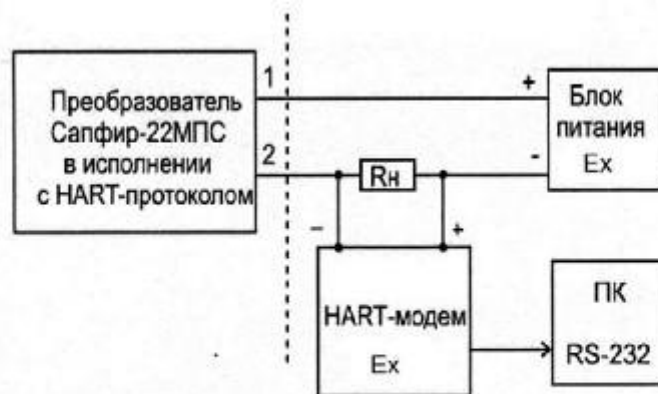 Преобразователь
Сапфир-22МПС
в исполнении
с HART-протоколом
1
2
+
-
Rн
Блок
питания
Ex
–
+
HART-модем
Ex
ПК
RS-232